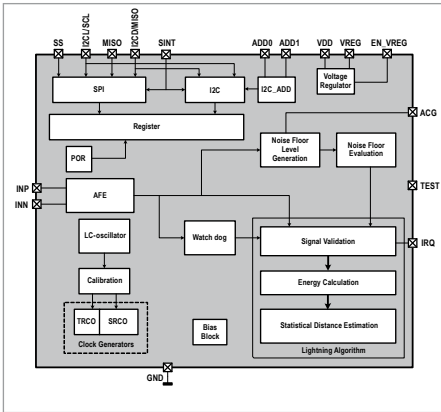 SS
I2CL/SCL
MISO
I2CD/MISO
SINT
ADD0
ADD1
VDD
VREG
EN_VREG
SPI
I2C
I2C_ADD
Voltage
Regulator
Register
ACG
POR
Noise Floor
Level
Generation
Noise Floor
Evaluation
INP
INN
AFE
TEST
LC-oscillator
Watch dog
Signal Validation
IRQ
Calibration
Energy Calculation
TRCO
SRCO
Clock Generators
Bias
Block
Statistical Distance Estimation
Lightning Algorithm
GND